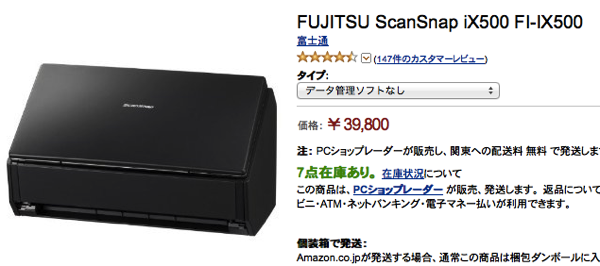 FUJITSU ScanSnap iX500 FI-IX500
富士通
(147件のカスタマーレビュー)
タイプ:
データ管理ソフトなし
価格: ¥ 39,800
注: PCショップレーダーが販売し、関東への配送料 無料 で発送しま
7点在庫あり。 在庫状況について
この商品は、PCショップレーダー が販売、発送します。 返品について
ビニ・ATM・ネットバンキング・電子マネー払いが利用できます。
個装箱で発送:
Amazon.co.jpが発送する場合、通常この商品は梱包ダンボールに入
ScanSnap